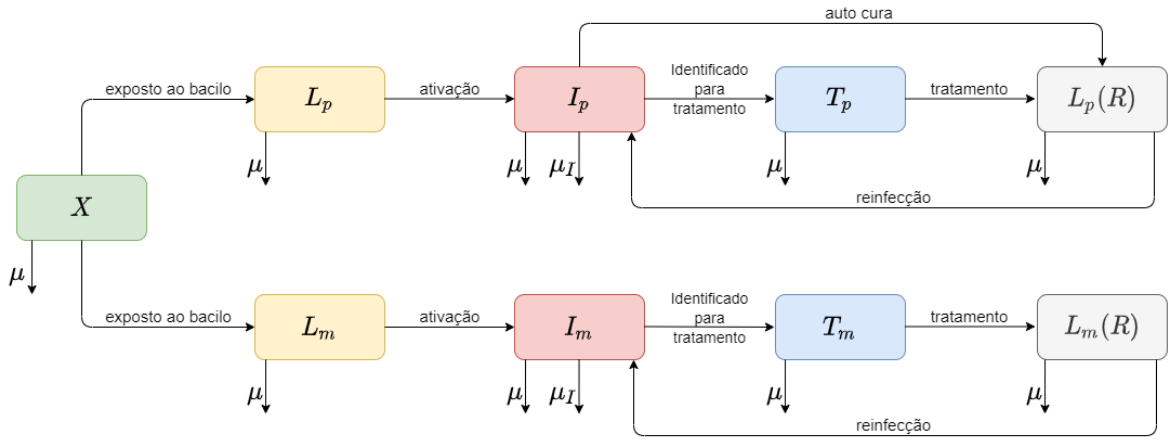 auto cura
exposto ao bacilo
L_p
ativação
I_p
Identificado
para
tratamento
T_p
tratamento
L_p(R)
μ
μ
μ_I
μ
μ
reinfecção
X
μ
exposto ao bacilo
L_m
ativação
I_m
Identificado
para
tratamento
T_m
tratamento
L_m(R)
μ
μ
μ_I
μ
μ
reinfecção